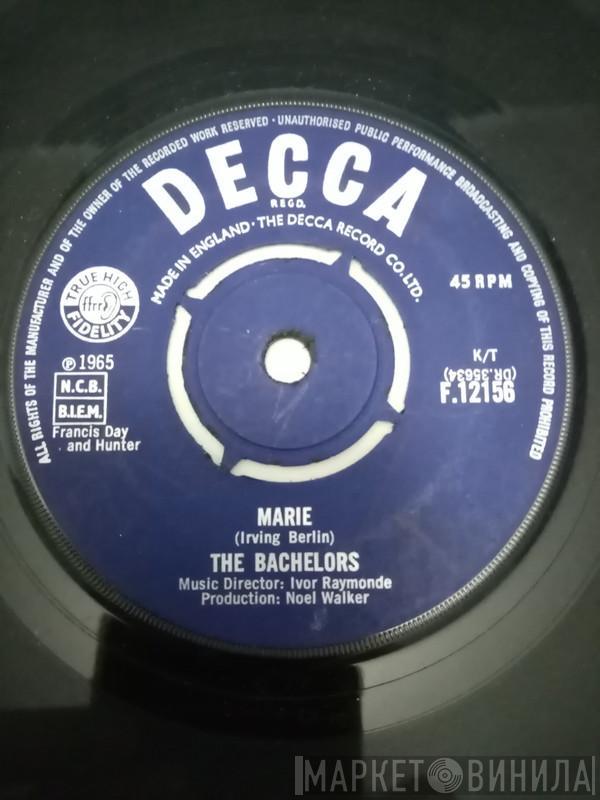 ALL RIGHTS OF THE MANUFACTURER AND OF THE OWNER OF THE RECORDED WORK RESERVED · UNAUTHORISED PUBLIC PERFORMANCE BROADCASTING AND COPYING OF THIS RECORD PROHIBITED
DECCA
REGD.
MADE IN ENGLAND · THE DECCA RECORD CO. LTD.
TRUE HIGH
ffrr
FIDELITY
45 RPM
℗ 1965
N.C.B.
B.I.E.M.
Francis Day
and Hunter
K/T
(DR.35634)
F.12156
MARIE
(Irving Berlin)
THE BACHELORS
Music Director: Ivor Raymonde
Production: Noel Walker
МАРКЕТ ВИНИЛА